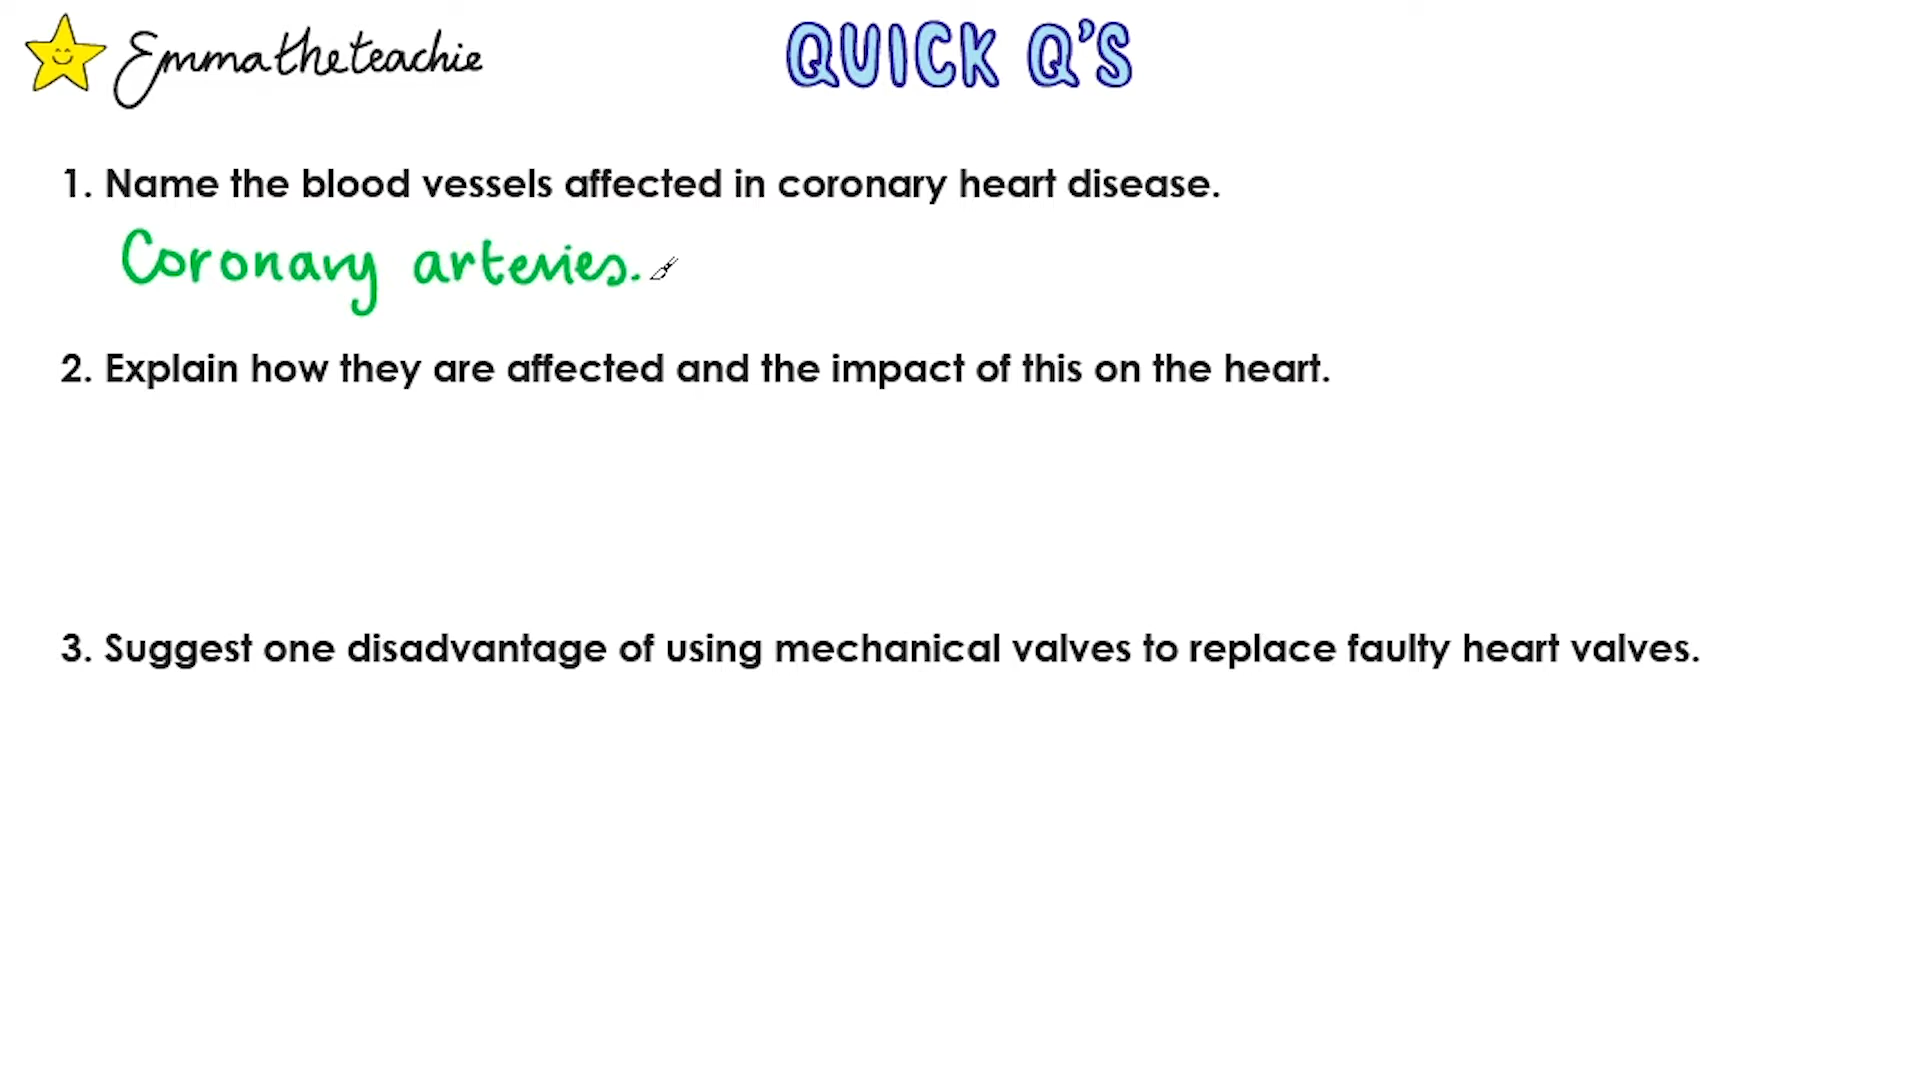 Emmatheteachie
QUICK Q'S
1. Name the blood vessels affected in coronary heart disease.
Coronary arteries.
2. Explain how they are affected and the impact of this on the heart.
3. Suggest one disadvantage of using mechanical valves to replace faulty heart valves.